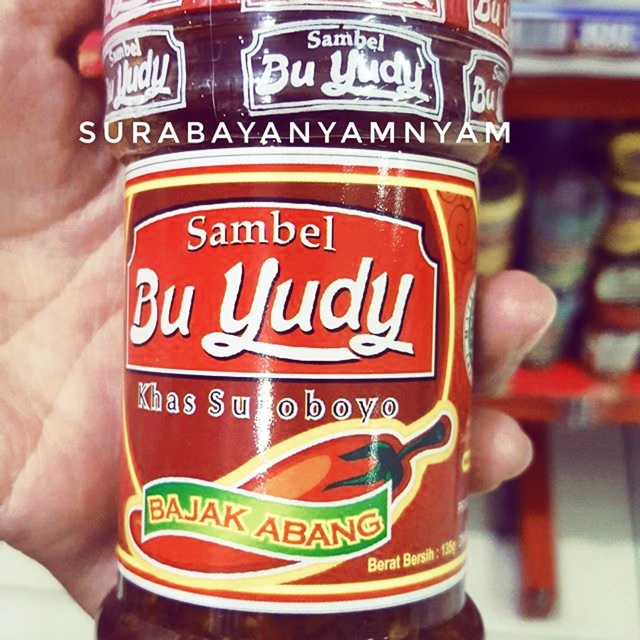 Sambel
Bu Yudy
SURABAYANYAMNYAM
Sambel
Bu Yudy
Khas Suroboyo
BAJAK ABANG
Berat Bersih : 135g